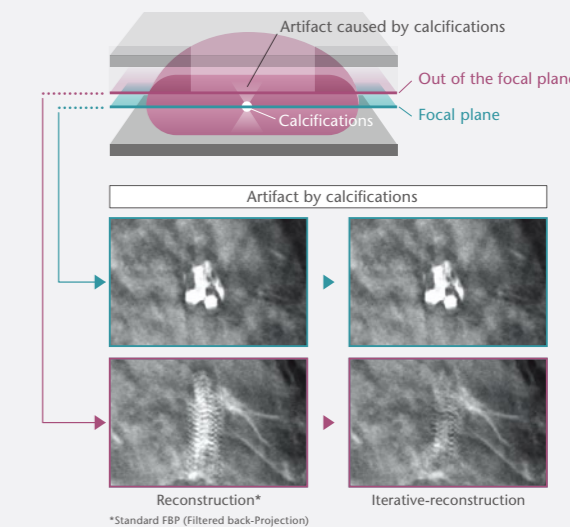 Artifact caused by calcifications
Out of the focal plane
Focal plane
Calcifications
Artifact by calcifications
Reconstruction*
Iterative-reconstruction
*Standard FBP (Filtered back-Projection)